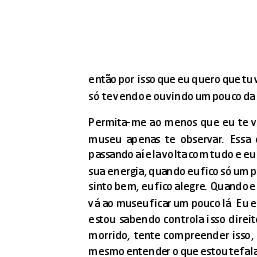 então por isso que eu quero que tu
só te vendo e ouvindo um pouco da
Permita-me ao menos que eu te v
museu apenas te observar. Essa
passando aí ela volta com tudo e eu
sua energia, quando eu fico só um p
sinto bem, eu fico alegre. Quando e
vá ao museu ficar um pouco lá. Eu e
estou sabendo controla isso direit
morrido, tente compreender isso,
mesmo entender o que estou te fala